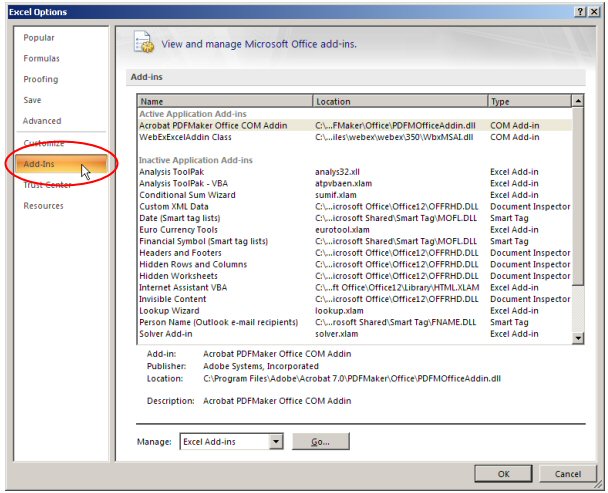 Excel Options
Popular
Formulas
Proofing
Save
Advanced
Customize
Add-Ins
Trust Center
Resources
View and manage Microsoft Office add-ins.
Add-ins
Name Location Type
Active Application Add-ins
Acrobat PDFMaker Office COM Addin C:\...FMaker\Office\PDFMOfficeAddin.dll COM Add-in
WebExExcelAddin Class C:\...iles\webex\webex\350\WbxMSAI.dll COM Add-in
Inactive Application Add-ins
Analysis ToolPak analys32.xll Excel Add-in
Analysis ToolPak - VBA atpvbaen.xlam Excel Add-in
Conditional Sum Wizard sumif.xlam Excel Add-in
Custom XML Data C:\...icrosoft Office\Office12\OFFRHD.DLL Document Inspector
Date (Smart tag lists) C:\...icrosoft Shared\Smart Tag\MOFL.DLL Smart Tag
Euro Currency Tools eurotool.xlam Excel Add-in
Financial Symbol (Smart tag lists) C:\...icrosoft Shared\Smart Tag\MOFL.DLL Smart Tag
Headers and Footers C:\...icrosoft Office\Office12\OFFRHD.DLL Document Inspector
Hidden Rows and Columns C:\...icrosoft Office\Office12\OFFRHD.DLL Document Inspector
Hidden Worksheets C:\...icrosoft Office\Office12\OFFRHD.DLL Document Inspector
Internet Assistant VBA C:\...ft Office\Office12\Library\HTML.XLAM Excel Add-in
Invisible Content C:\...icrosoft Office\Office12\OFFRHD.DLL Document Inspector
Lookup Wizard lookup.xlam Excel Add-in
Person Name (Outlook e-mail recipients) C:\...rosoft Shared\Smart Tag\FNAME.DLL Smart Tag
Solver Add-in solver.xlam Excel Add-in
Add-in: Acrobat PDFMaker Office COM Addin
Publisher: Adobe Systems, Incorporated
Location: C:\Program Files\Adobe\Acrobat 7.0\PDFMaker\Office\PDFMOfficeAddin.dll
Description: Acrobat PDFMaker Office COM Addin
Manage: Excel Add-ins Go...
OK Cancel